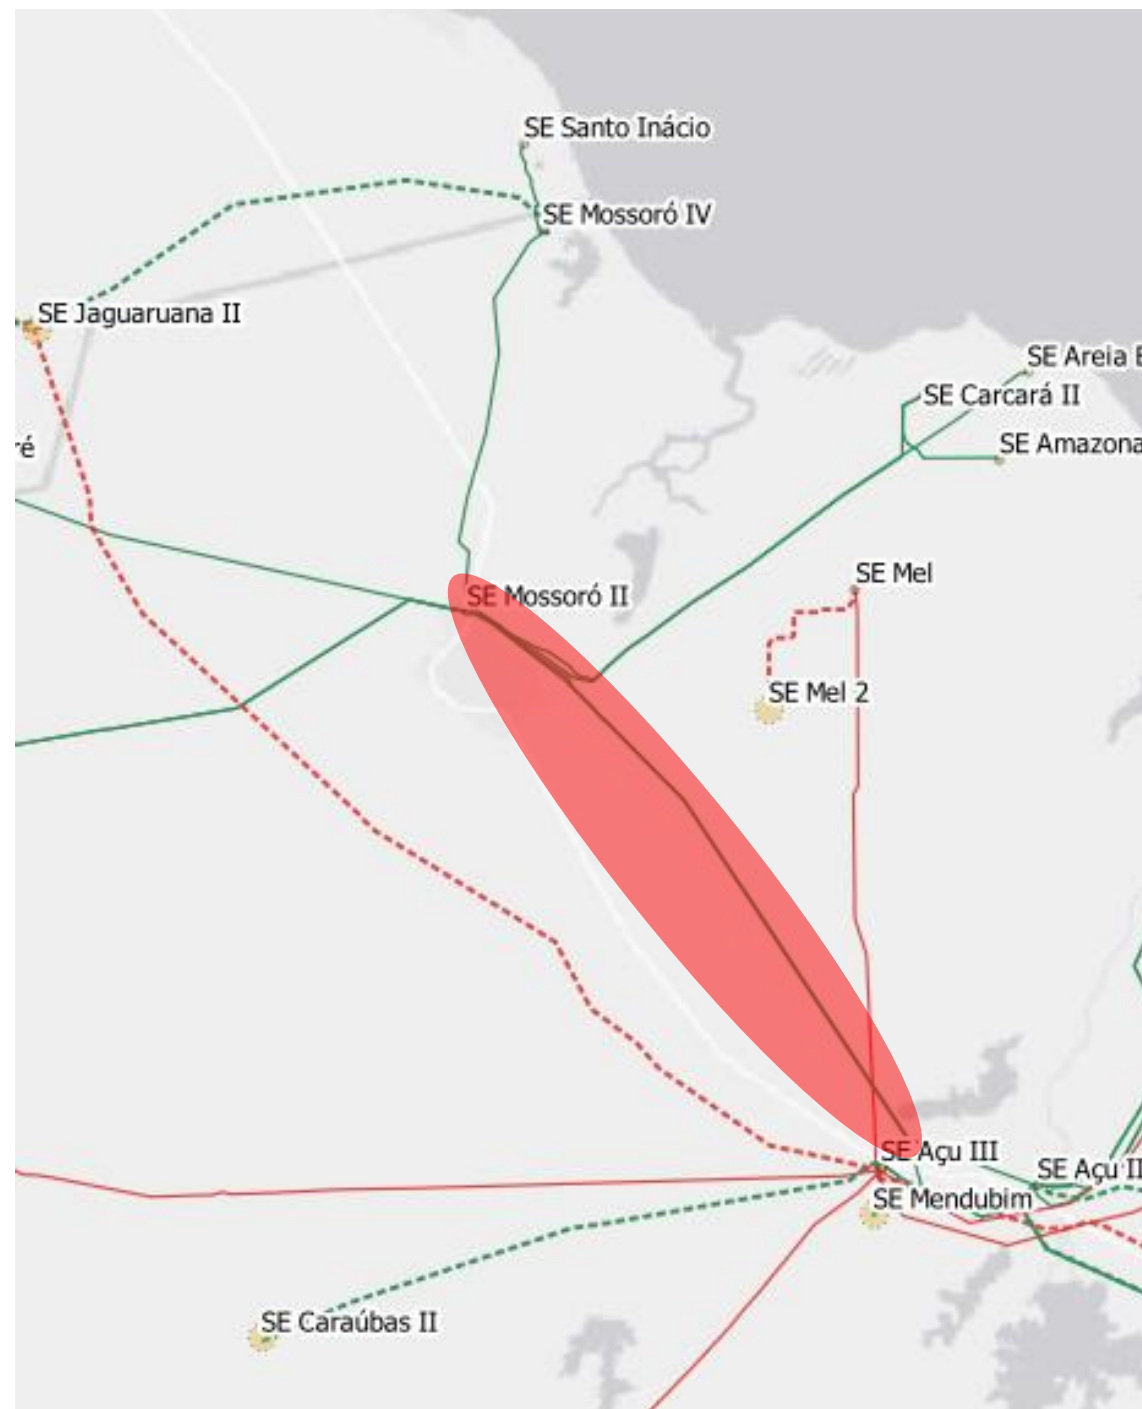 SE Santo Inácio
SE Mossoró IV
SE Jaguaruana II
SE Areia
SE Carcará II
ré
SE Amazona
SE Mel
SE Mossoró II
SE Mel 2
SE Açu III
SE Açu II
SE Mendubim
SE Caraúbas II